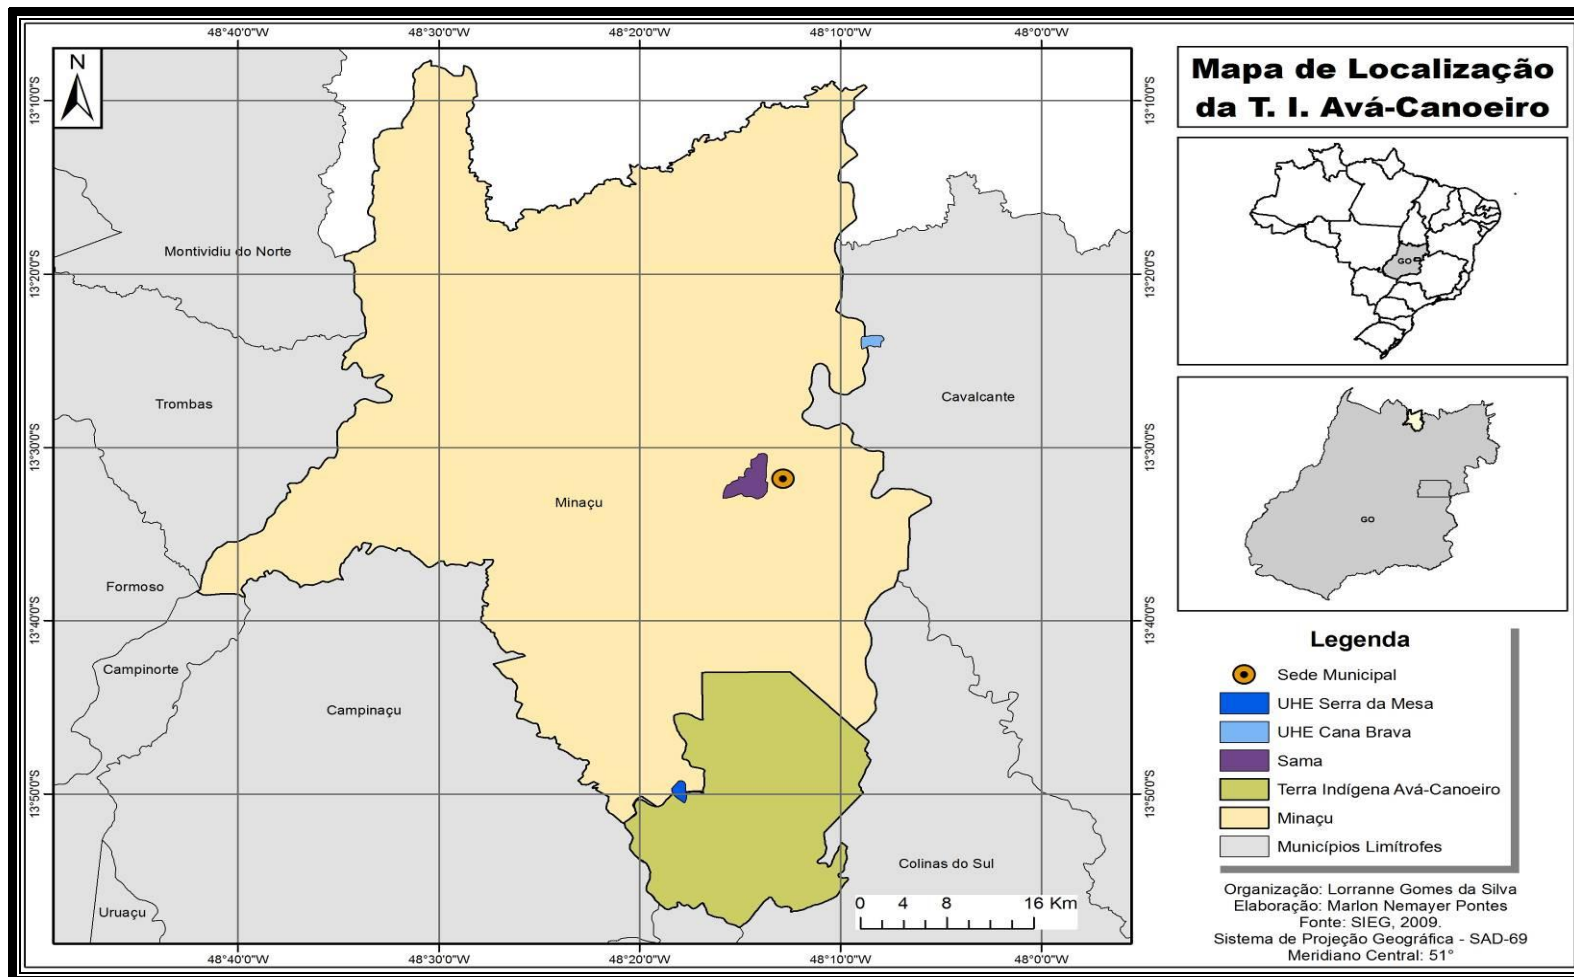 48°40'0"W
48°30'0"W
48°20'0"W
48°10'0"W
48°0'0"W
N
13°10'0"S
13°10'0"S
Mapa de Localização
da T. I. Avá-Canoeiro
Montividiu do Norte
13°20'0"S
13°20'0"S
GO
Trombas
Cavalcante
13°30'0"S
13°30'0"S
Minaçu
GO
Formoso
13°40'0"S
13°40'0"S
Campinorte
Campinaçu
Legenda
Sede Municipal
UHE Serra da Mesa
UHE Cana Brava
Sama
Terra Indígena Avá-Canoeiro
Minaçu
Municípios Limítrofes
13°50'0"S
13°50'0"S
Colinas do Sul
Uruaçu
0 4 8 16 Km
Organização: Lorranne Gomes da Silva
Elaboração: Marlon Nemayer Pontes
Fonte: SIEG, 2009.
Sistema de Projeção Geográfica - SAD-69
Meridiano Central: 51°
48°40'0"W
48°30'0"W
48°20'0"W
48°10'0"W
48°0'0"W